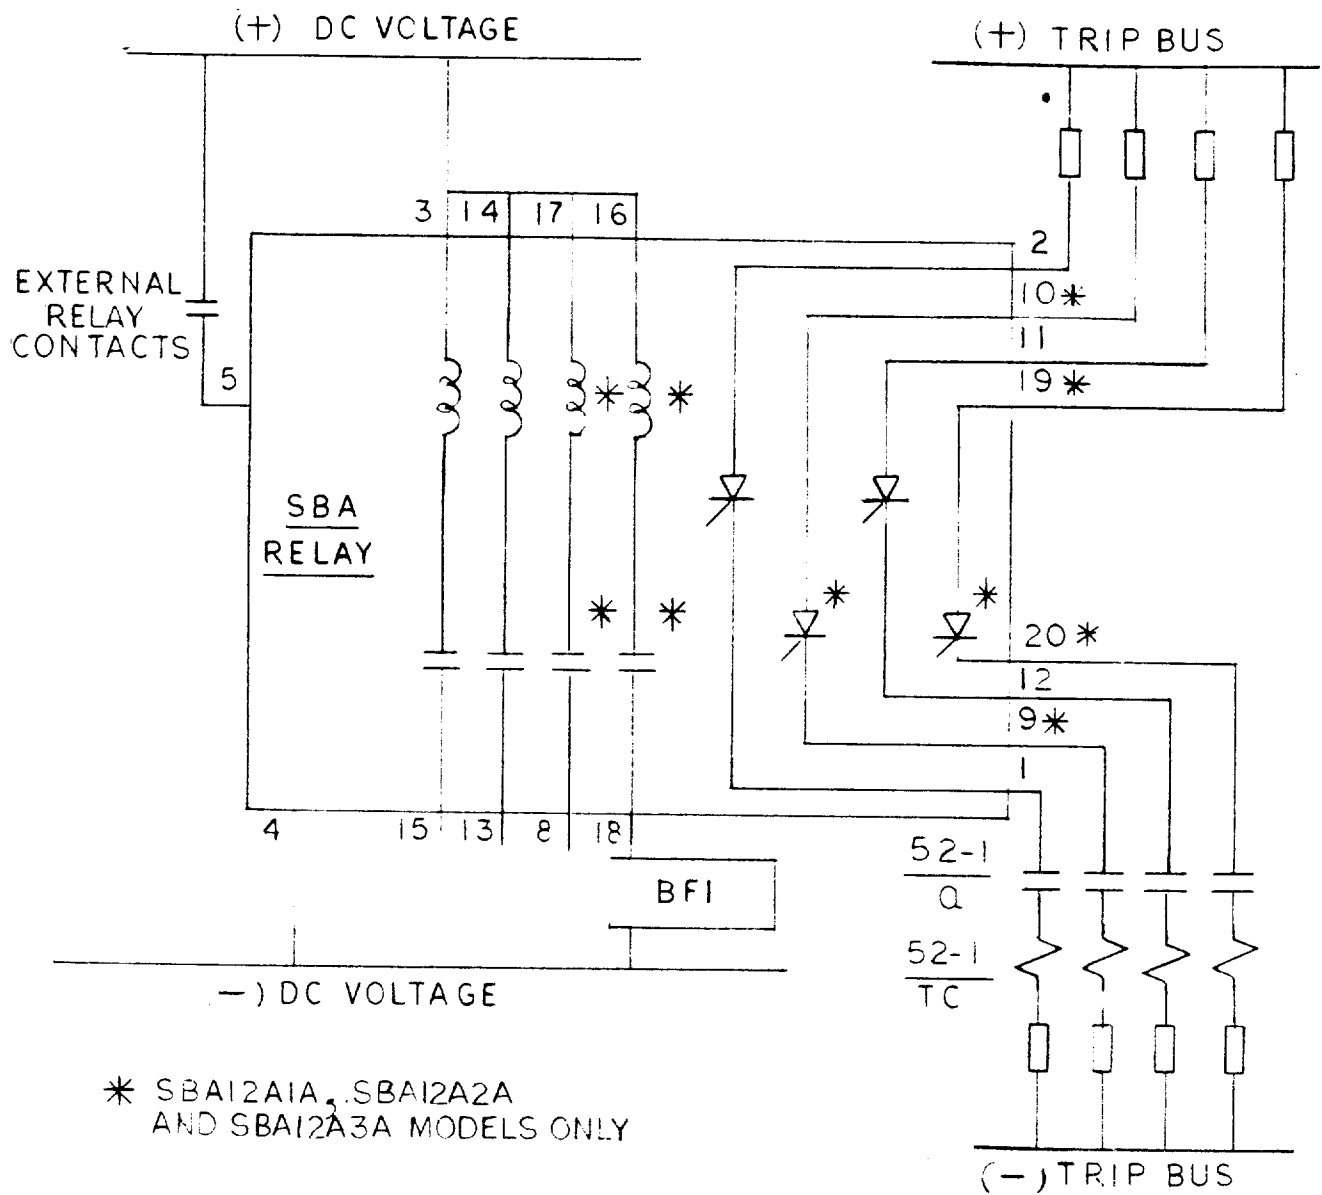 (+) DC VOLTAGE
(+) TRIP BUS
3 14 17 16
2
EXTERNAL
RELAY
CONTACTS
10*
11
5
19*
* *
SBA
RELAY
* *
* *
20*
12
9*
1
4 15 13 8 18
52-1
a
BFI
52-1
TC
-) DC VOLTAGE
* SBA12A1A, SBA12A2A
AND SBA12A3A MODELS ONLY
(-) TRIP BUS